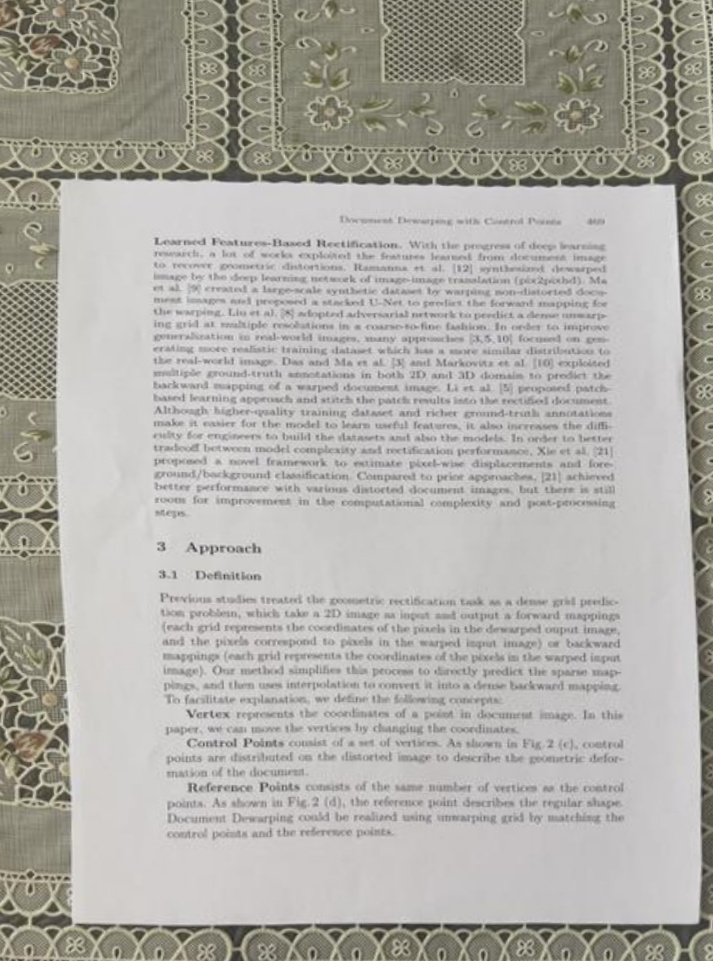 Document Dewarping with Control Points 469
Learned Features-Based Rectification. With the progress of deep learning
research, a lot of works exploited the features learned from document image
to recover geometric distortions. Ramanna et al. [12] synthesized dewarped
image by the deep learning network of image-image translation (pix2pixhd). Ma
et al. [9] created a large-scale synthetic dataset by warping non-distorted docu-
ment images and proposed a stacked U-Net to predict the forward mapping for
the warping. Liu et al. [8] adopted adversarial network to predict a dense unwarp-
ing grid at multiple resolutions in a coarse-to-fine fashion. In order to improve
generalization in real-world images, many approaches [3,5,10] focused on gen-
erating more realistic training dataset which has a more similar distribution to
the real-world image. Das and Ma et al. [3] and Markovitz et al. [10] exploited
multiple ground-truth annotations in both 2D and 3D domain to predict the
backward mapping of a warped document image. Li et al. [5] proposed patch-
based learning approach and stitch the patch results into the rectified document.
Although higher-quality training dataset and richer ground-truth annotations
make it easier for the model to learn useful features, it also increases the diffi-
culty for engineers to build the datasets and also the models. In order to better
tradeoff between model complexity and rectification performance, Xie et al. [21]
proposed a novel framework to estimate pixel-wise displacements and fore-
ground/background classification. Compared to prior approaches, [21] achieved
better performance with various distorted document images, but there is still
room for improvement in the computational complexity and post-processing
steps.
3 Approach
3.1 Definition
Previous studies treated the geometric rectification task as a dense grid predic-
tion problem, which take a 2D image as input and output a forward mappings
(each grid represents the coordinates of the pixels in the dewarped ouput image,
and the pixels correspond to pixels in the warped input image) or backward
mappings (each grid represents the coordinates of the pixels in the warped input
image). Our method simplifies this process to directly predict the sparse map-
pings, and then uses interpolation to convert it into a dense backward mapping.
To facilitate explanation, we define the following concepts:
Vertex represents the coordinates of a point in document image. In this
paper, we can move the vertices by changing the coordinates.
Control Points consist of a set of vertices. As shown in Fig. 2 (c), control
points are distributed on the distorted image to describe the geometric defor-
mation of the document.
Reference Points consists of the same number of vertices as the control
points. As shown in Fig. 2 (d), the reference point describes the regular shape.
Document Dewarping could be realized using unwarping grid by matching the
control points and the reference points.